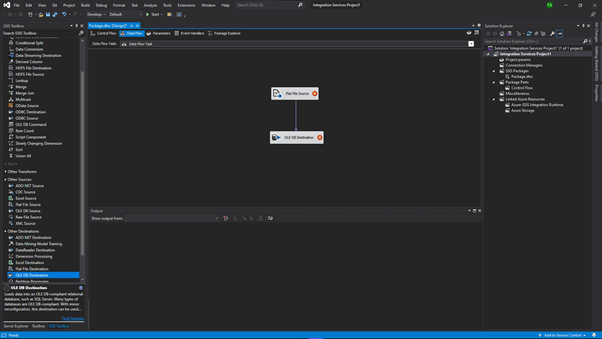 File Edit View Git Project Build Debug Format Test Analyze Tools Extensions Window Help Search (Ctrl+Q) Integration Services Project1
Develop Default Start
SSIS Toolbox
Search SSIS Toolbox
Conditional Split
Data Conversion
Data Streaming Destination
Derived Column
HDFS File Destination
HDFS File Source
Lookup
Merge
Merge Join
Multicast
OData Source
ODBC Destination
ODBC Source
OLE DB Command
Row Count
Script Component
Slowly Changing Dimension
Sort
Union All
Azure
Other Transforms
Other Sources
ADO NET Source
CDC Source
Excel Source
Flat File Source
OLE DB Source
Raw File Source
XML Source
Other Destinations
ADO NET Destination
Data Mining Model Training
DataReader Destination
Dimension Processing
Excel Destination
Flat File Destination
OLE DB Destination
Partition Processing
OLE DB Destination
Loads data into an OLE DB-compliant relational
database, such as SQL Server. Many types of
databases are OLE DB compliant. With minor
reconfiguration, this destination can be used...
Find Samples
Server Explorer Toolbox SSIS Toolbox
Package.dtsx [Design]*
Control Flow Data Flow Parameters Event Handlers Package Explorer
Data Flow Task: Data Flow Task
Flat File Source
OLE DB Destination
Output
Show output from:
Solution Explorer
Search Solution Explorer (Ctrl+;)
Solution 'Integration Services Project1' (1 of 1 project)
Integration Services Project1
Project.params
Connection Managers
SSIS Packages
Package.dtsx
Package Parts
Control Flow
Miscellaneous
Linked Azure Resources
Azure-SSIS Integration Runtime
Azure Storage
Git Changes
Getting Started (SSIS)
Properties
Ready
Add to Source Control